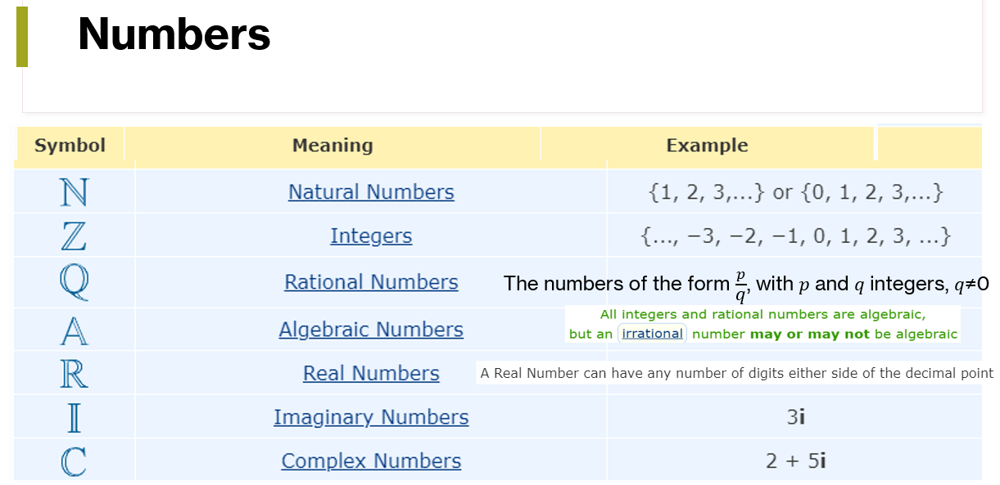 Numbers
Symbol Meaning Example
ℕ Natural Numbers {1, 2, 3,...} or {0, 1, 2, 3,...}
ℤ Integers {..., −3, −2, −1, 0, 1, 2, 3, ...}
ℚ Rational Numbers The numbers of the form p/q, with p and q integers, q≠0
𝔸 Algebraic Numbers All integers and rational numbers are algebraic,
but an irrational number may or may not be algebraic
ℝ Real Numbers A Real Number can have any number of digits either side of the decimal point
𝕀 Imaginary Numbers 3i
ℂ Complex Numbers 2 + 5i